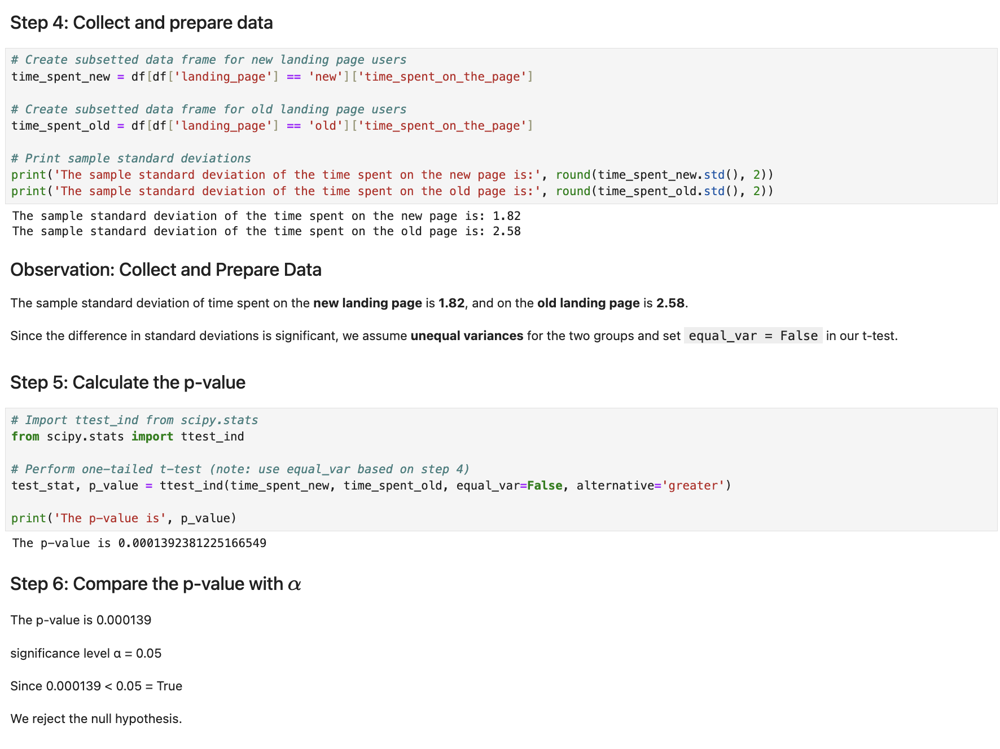 Step 4: Collect and prepare data
# Create subsetted data frame for new landing page users
time_spent_new = df[df['landing_page'] == 'new']['time_spent_on_the_page']
# Create subsetted data frame for old landing page users
time_spent_old = df[df['landing_page'] == 'old']['time_spent_on_the_page']
# Print sample standard deviations
print('The sample standard deviation of the time spent on the new page is:', round(time_spent_new.std(), 2))
print('The sample standard deviation of the time spent on the old page is:', round(time_spent_old.std(), 2))
The sample standard deviation of the time spent on the new page is: 1.82
The sample standard deviation of the time spent on the old page is: 2.58
Observation: Collect and Prepare Data
The sample standard deviation of time spent on the new landing page is 1.82, and on the old landing page is 2.58.
Since the difference in standard deviations is significant, we assume unequal variances for the two groups and set equal_var = False in our t-test.
Step 5: Calculate the p-value
# Import ttest_ind from scipy.stats
from scipy.stats import ttest_ind
# Perform one-tailed t-test (note: use equal_var based on step 4)
test_stat, p_value = ttest_ind(time_spent_new, time_spent_old, equal_var=False, alternative='greater')
print('The p-value is', p_value)
The p-value is 0.0001392381225166549
Step 6: Compare the p-value with α
The p-value is 0.000139
significance level α = 0.05
Since 0.000139 < 0.05 = True
We reject the null hypothesis.